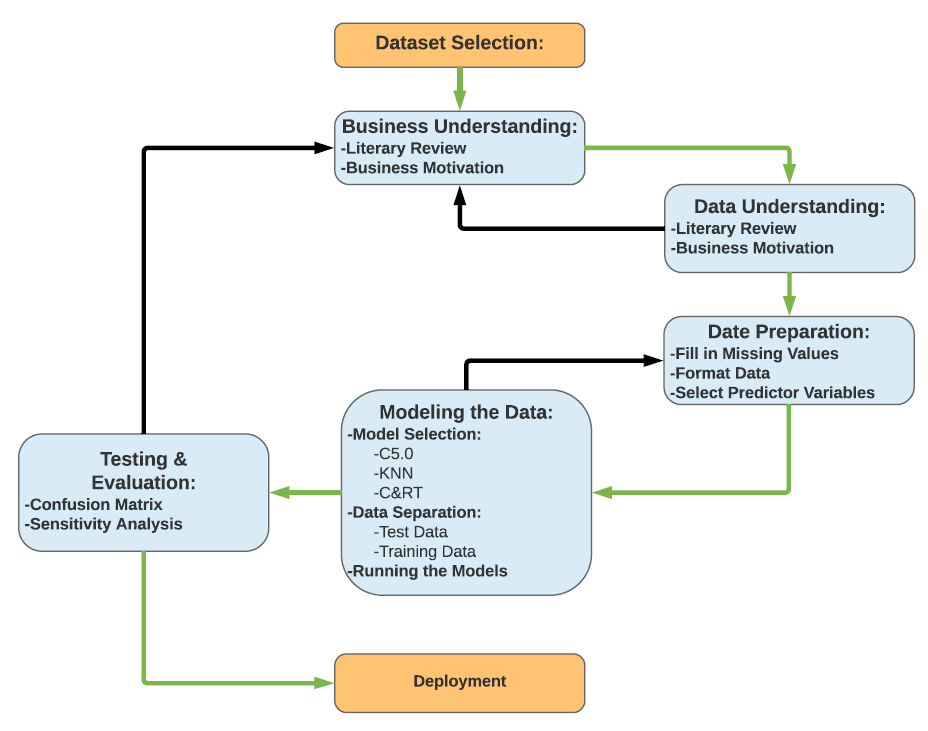 Dataset Selection:
Business Understanding:
-Literary Review
-Business Motivation
Data Understanding:
-Literary Review
-Business Motivation
Date Preparation:
-Fill in Missing Values
-Format Data
-Select Predictor Variables
Modeling the Data:
-Model Selection:
-C5.0
-KNN
-C&RT
-Data Separation:
-Test Data
-Training Data
-Running the Models
Testing &
Evaluation:
-Confusion Matrix
-Sensitivity Analysis
Deployment